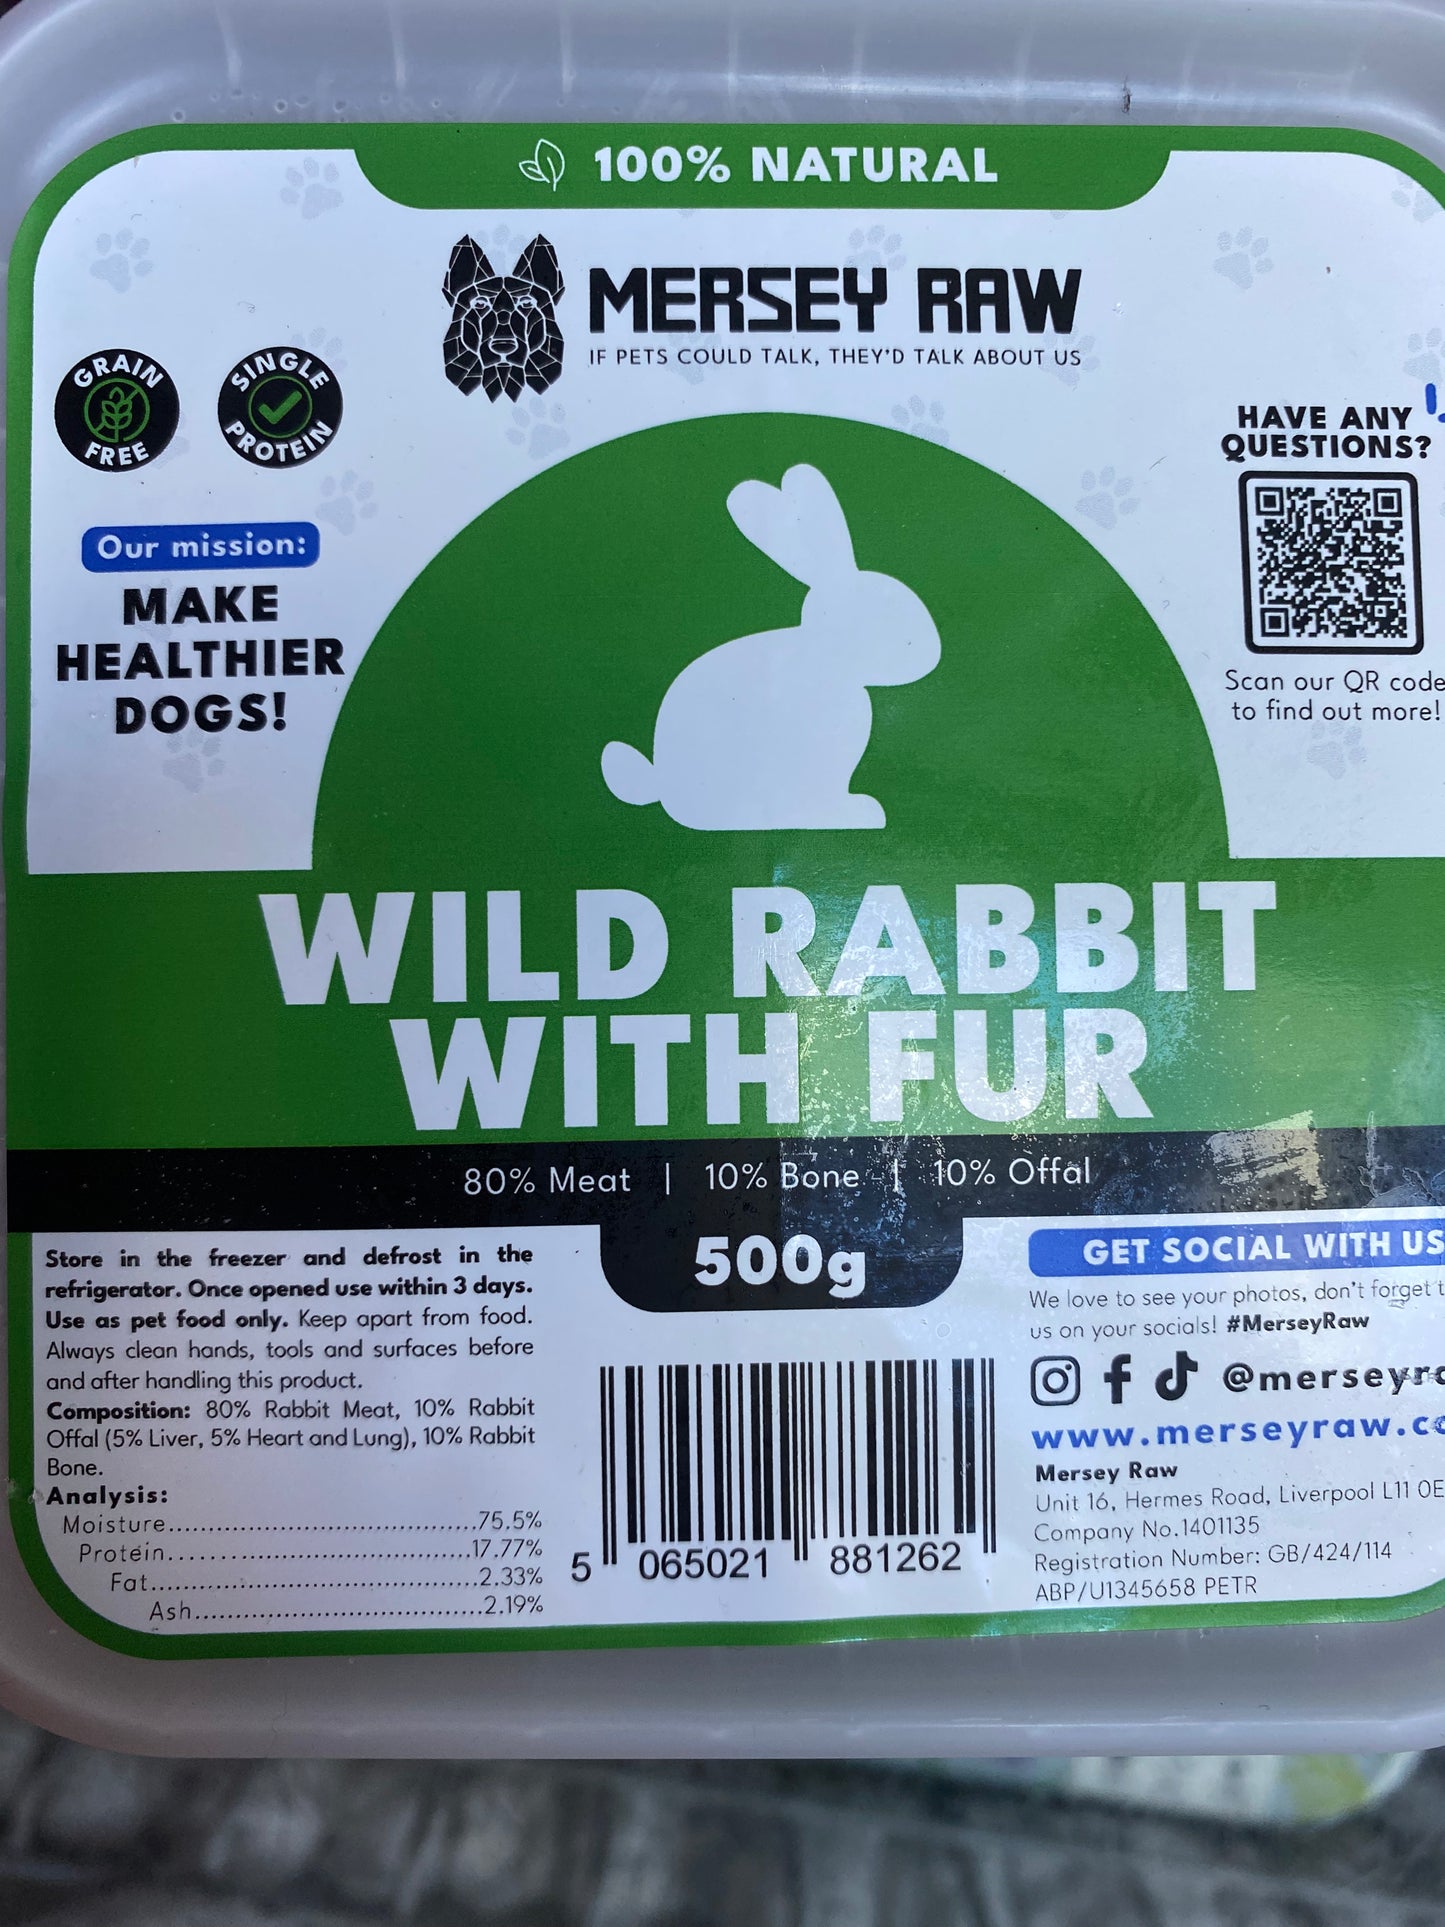 100% NATURAL
MERSEY RAW
IF PETS COULD TALK, THEY'D TALK ABOUT US
GRAIN
FREE
SINGLE
PROTEIN
Our mission:
MAKE
HEALTHIER
DOGS!
HAVE ANY
QUESTIONS?
Scan our QR code
to find out more!
WILD RABBIT
WITH FUR
80% Meat | 10% Bone | 10% Offal
500g
Store in the freezer and defrost in the
refrigerator. Once opened use within 3 days.
Use as pet food only. Keep apart from food.
Always clean hands, tools and surfaces before
and after handling this product.
Composition: 80% Rabbit Meat, 10% Rabbit
Offal (5% Liver, 5% Heart and Lung), 10% Rabbit
Bone.
Analysis:
Moisture.......................................75.5%
Protein.......................................17.77%
Fat.......................................2.33%
Ash.......................................2.19%
5 065021 881262
GET SOCIAL WITH US
We love to see your photos, don't forget
us on your socials! #MerseyRaw
@merseyra
www.merseyraw.co
Mersey Raw
Unit 16, Hermes Road, Liverpool L11 0E
Company No.1401135
Registration Number: GB/424/114
ABP/U1345658 PETR